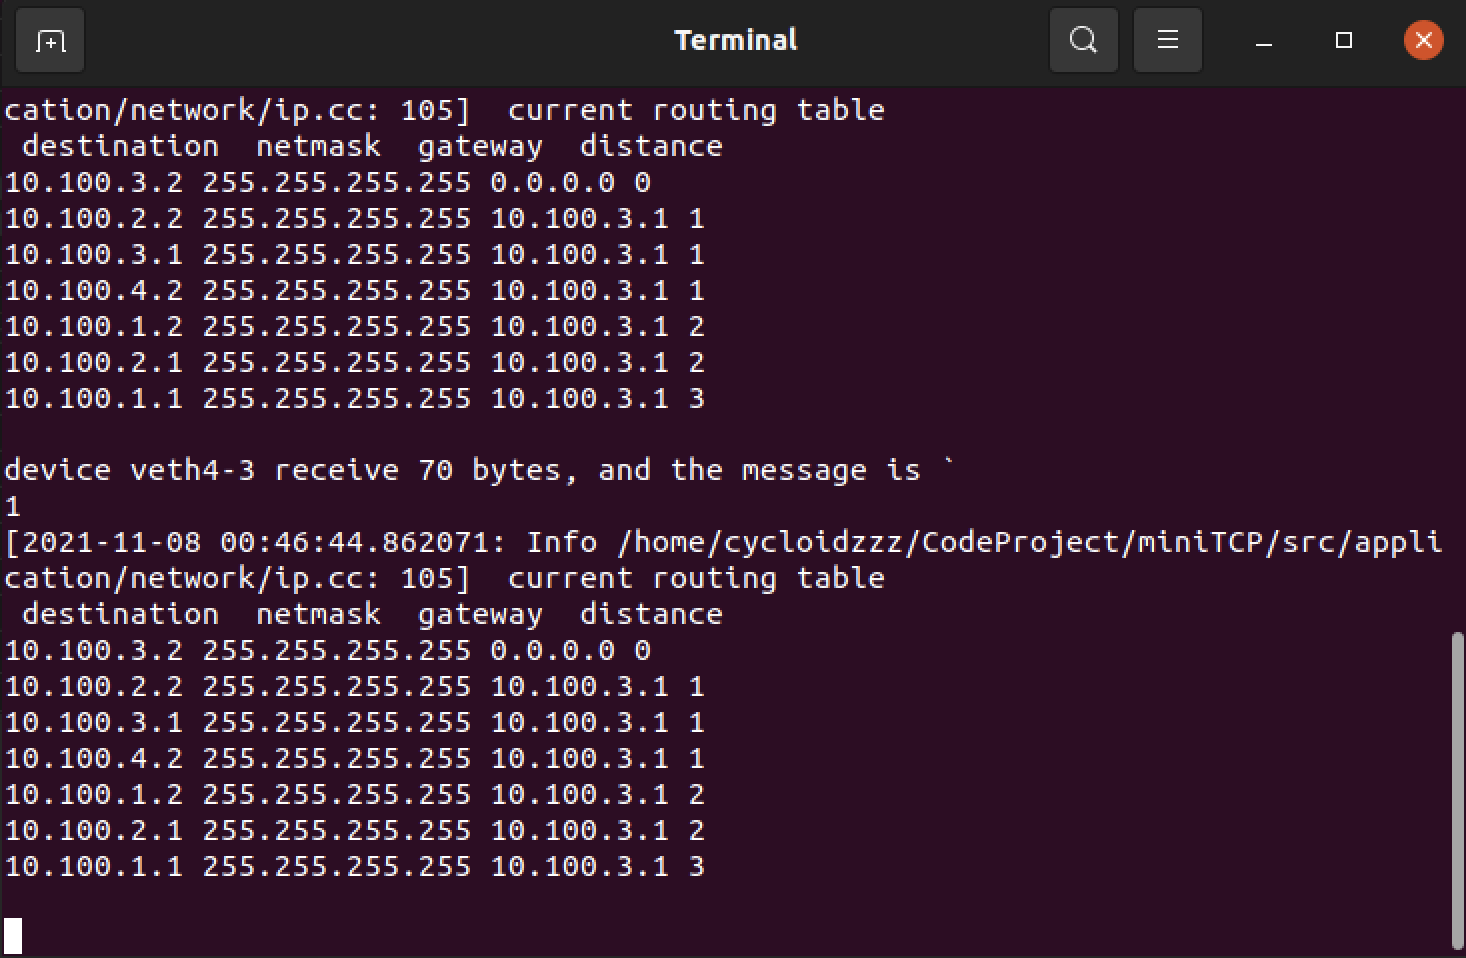 Terminal
cation/network/ip.cc: 105]  current routing table
 destination  netmask  gateway  distance
10.100.3.2 255.255.255.255 0.0.0.0 0
10.100.2.2 255.255.255.255 10.100.3.1 1
10.100.3.1 255.255.255.255 10.100.3.1 1
10.100.4.2 255.255.255.255 10.100.3.1 1
10.100.1.2 255.255.255.255 10.100.3.1 2
10.100.2.1 255.255.255.255 10.100.3.1 2
10.100.1.1 255.255.255.255 10.100.3.1 3
device veth4-3 receive 70 bytes, and the message is `
1
[2021-11-08 00:46:44.862071: Info /home/cycloidzzz/CodeProject/miniTCP/src/appli
cation/network/ip.cc: 105]  current routing table
 destination  netmask  gateway  distance
10.100.3.2 255.255.255.255 0.0.0.0 0
10.100.2.2 255.255.255.255 10.100.3.1 1
10.100.3.1 255.255.255.255 10.100.3.1 1
10.100.4.2 255.255.255.255 10.100.3.1 1
10.100.1.2 255.255.255.255 10.100.3.1 2
10.100.2.1 255.255.255.255 10.100.3.1 2
10.100.1.1 255.255.255.255 10.100.3.1 3